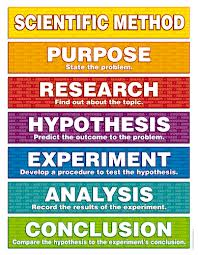 SCIENTIFIC METHOD
PURPOSE
State the problem.
RESEARCH
Find out about the topic.
HYPOTHESIS
Predict the outcome to the problem.
EXPERIMENT
Develop a procedure to test the hypothesis.
ANALYSIS
Record the results of the experiment.
CONCLUSION
Compare the hypothesis to the experiment's conclusion.